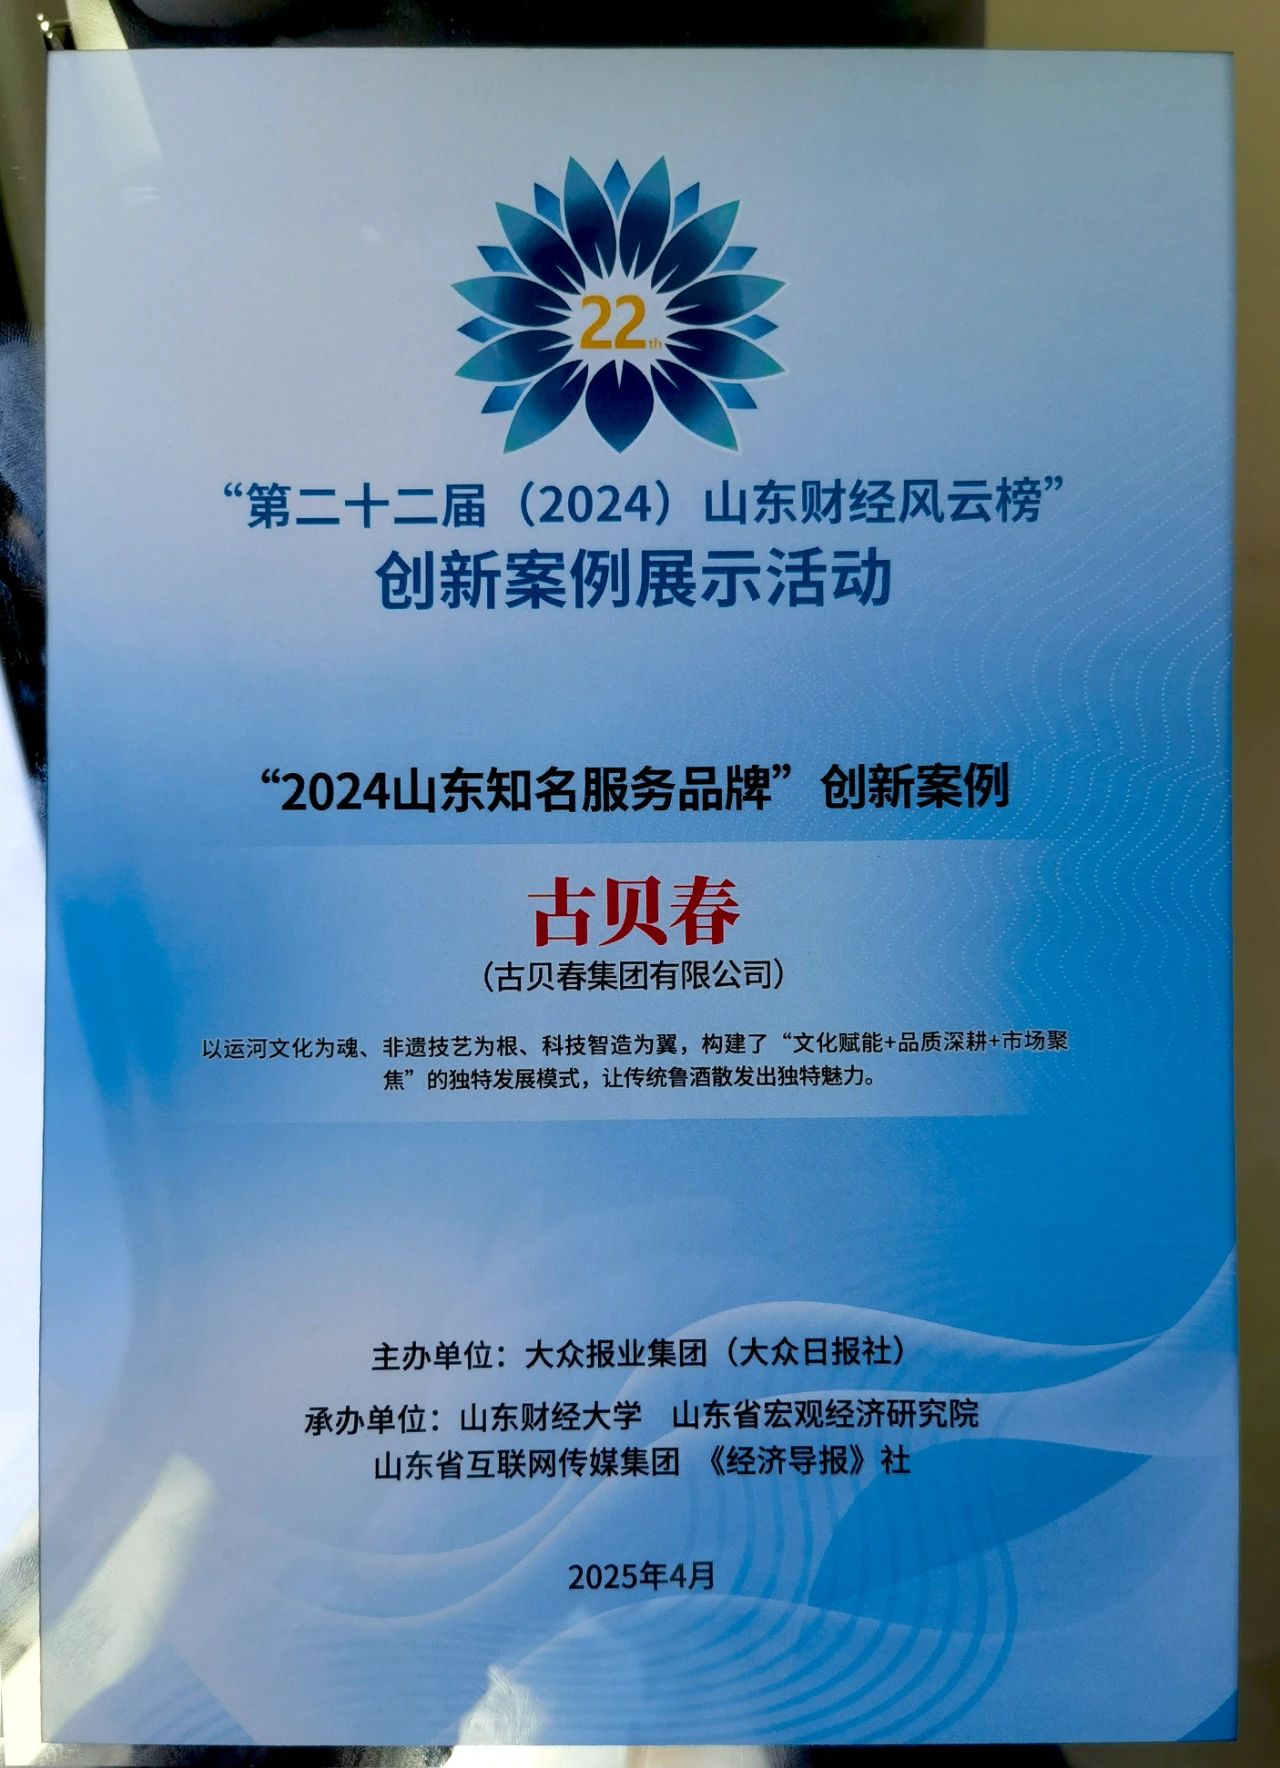 22th
“第二十二届（2024）山东财经风云榜”
创新案例展示活动
“2024山东知名服务品牌”创新案例
古贝春
（古贝春集团有限公司）
以运河文化为魂、非遗技艺为根、科技智造为翼，构建了“文化赋能+品质深耕+市场聚
焦”的独特发展模式，让传统鲁酒散发出独特魅力。
主办单位：大众报业集团（大众日报社）
承办单位：山东财经大学 山东省宏观经济研究院
山东省互联网传媒集团 《经济导报》社
2025年4月